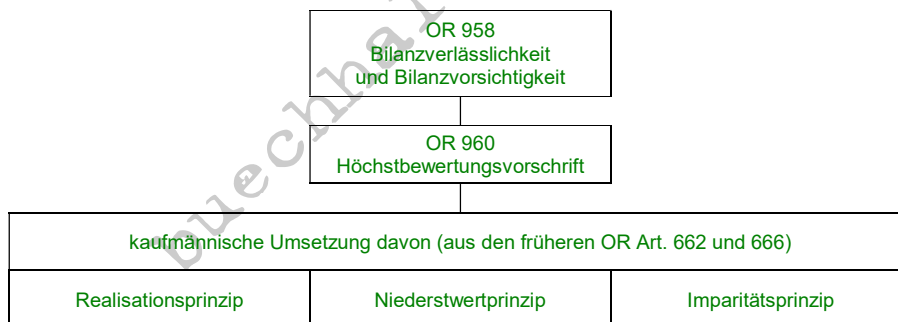 OR 958
Bilanzverlässlichkeit
und Bilanzvorsichtigkeit
OR 960
Höchstbewertungsvorschrift
kaufmännische Umsetzung davon (aus den früheren OR Art. 662 und 666)
Realisationsprinzip
Niederstwertprinzip
Imparitätsprinzip